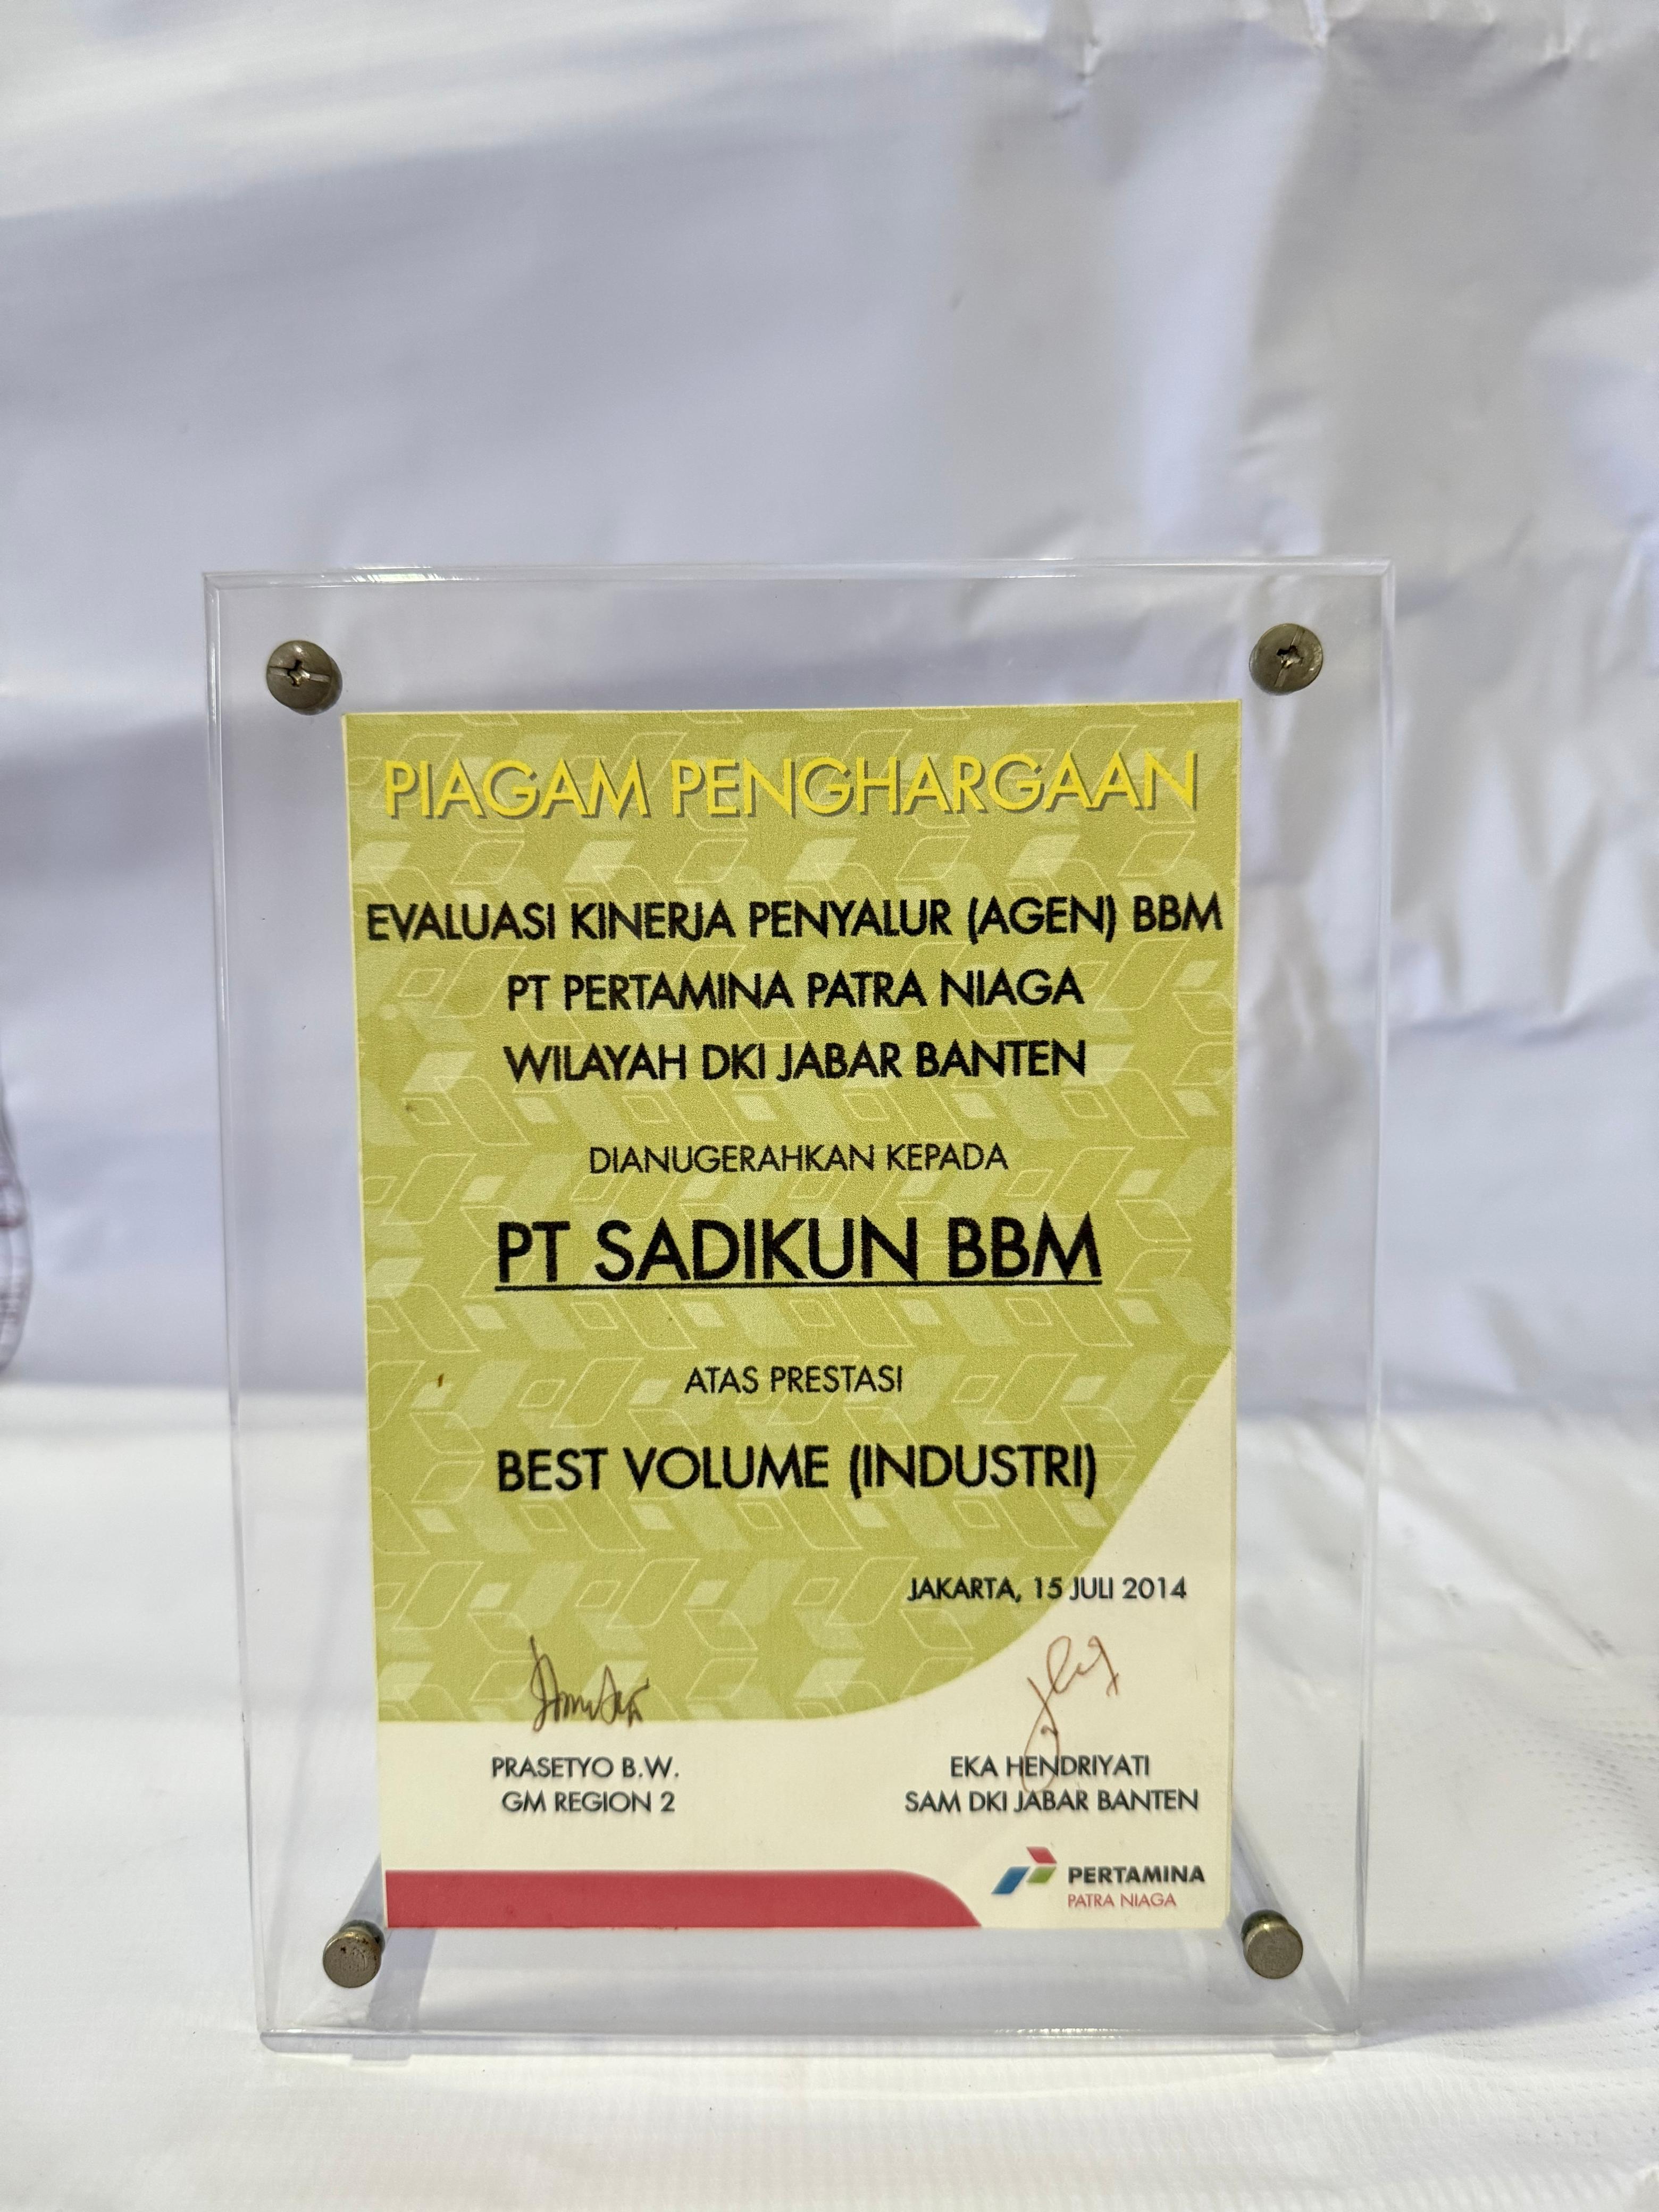 PIAGAM PENGHARGAAN
EVALUASI KINERJA PENYALUR (AGEN) BBM
PT PERTAMINA PATRA NIAGA
WILAYAH DKI JABAR BANTEN
DIANUGERAHKAN KEPADA
PT SADIKUN BBM
ATAS PRESTASI
BEST VOLUME (INDUSTRI)
JAKARTA, 15 JULI 2014
PRASETYO B.W.
GM REGION 2
EKA HENDRIYATI
SAM DKI JABAR BANTEN
PERTAMINA
PATRA NIAGA